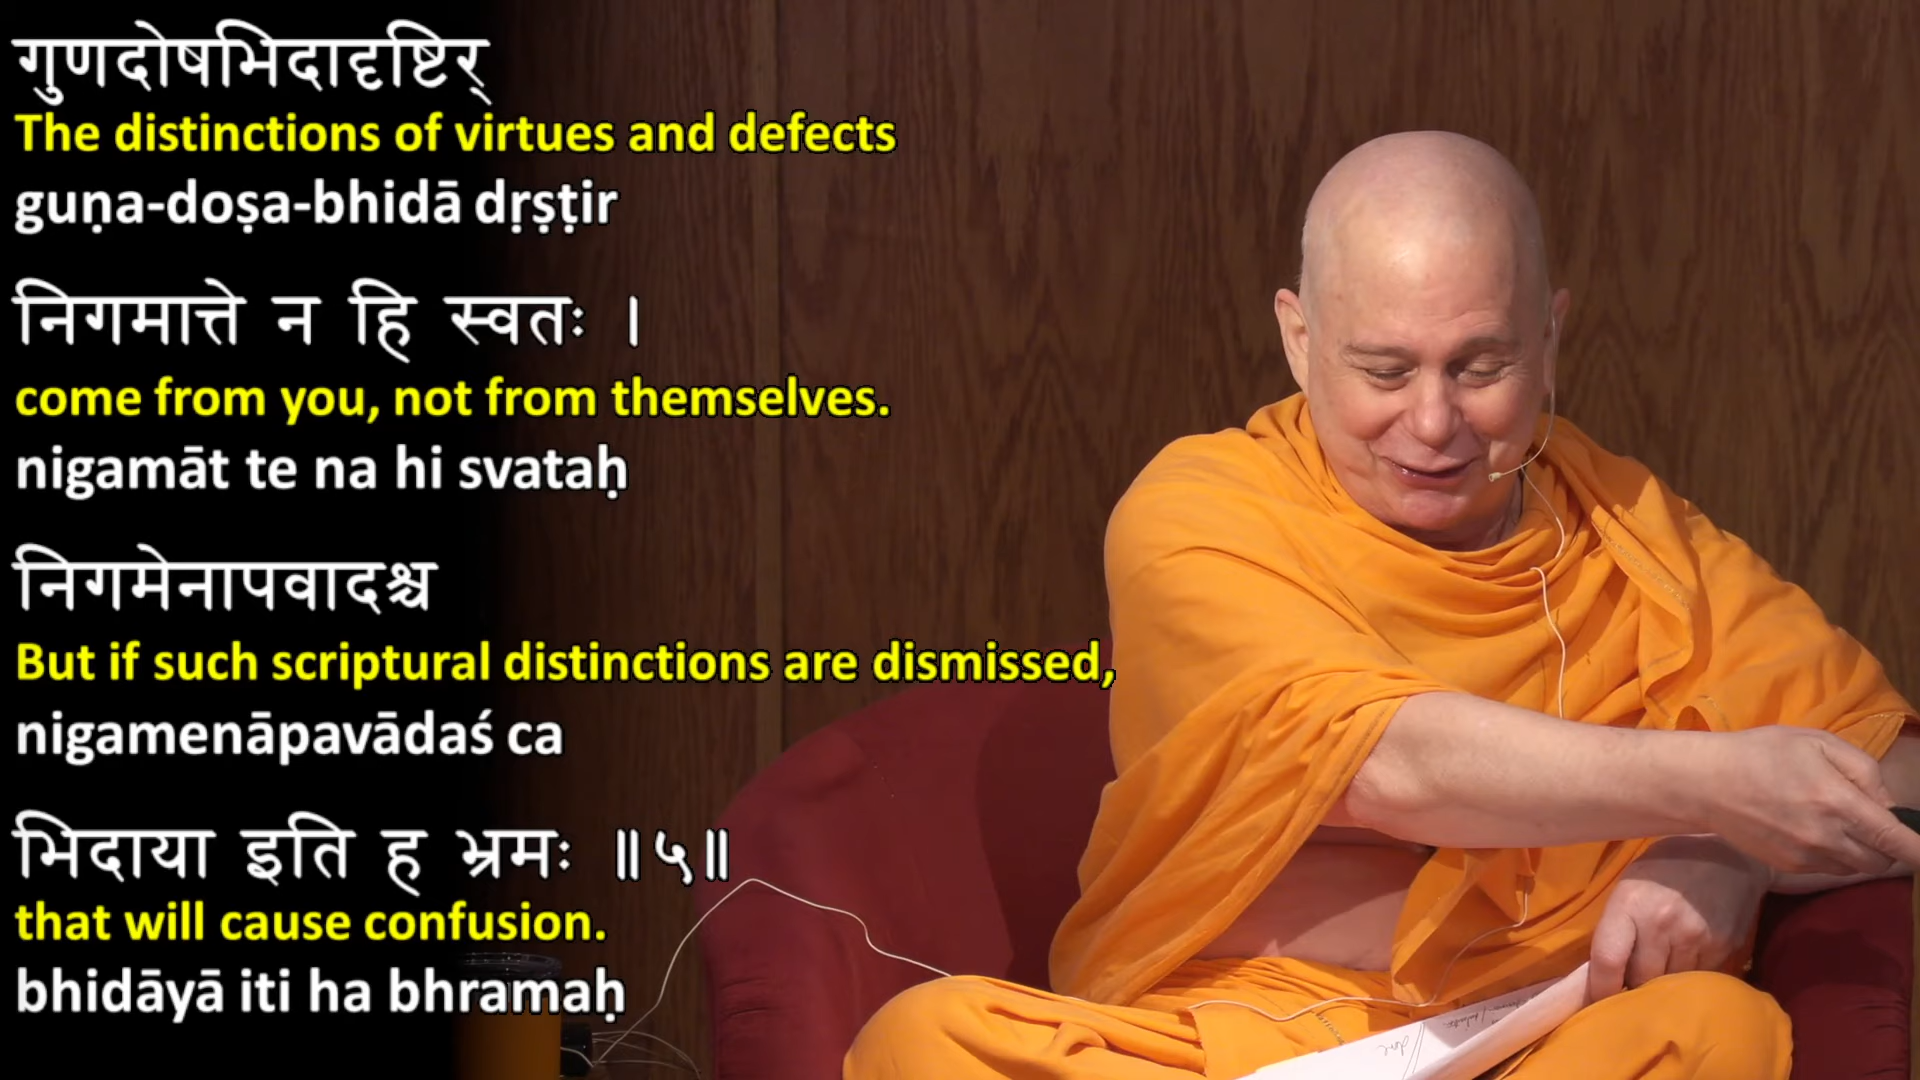 गुणदोषभिदादृष्टिर्
The distinctions of virtues and defects
guṇa-doṣa-bhidā dṛṣṭir
निगमात्ते न हि स्वतः ।
come from you, not from themselves.
nigamāt te na hi svataḥ
निगमेनापवादश्च
But if such scriptural distinctions are dismissed,
nigamenāpavādaś ca
भिदाया इति ह भ्रमः ॥५॥
that will cause confusion.
bhidāyā iti ha bhramaḥ